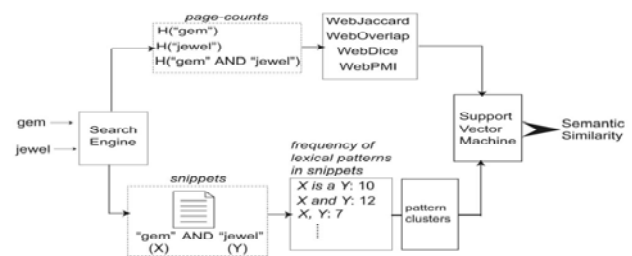 page-counts
H("gem")
H("jewel")
H("gem" AND "jewel")
WebJaccard
WebOverlap
WebDice
WebPMI
gem
jewel
Search
Engine
snippets
"gem" AND "jewel"
(X) (Y)
frequency of
lexical patterns
in snippets
X is a Y: 10
X and Y: 12
X, Y: 7
⋮
pattern
clusters
Support
Vector
Machine
Semantic
Similarity